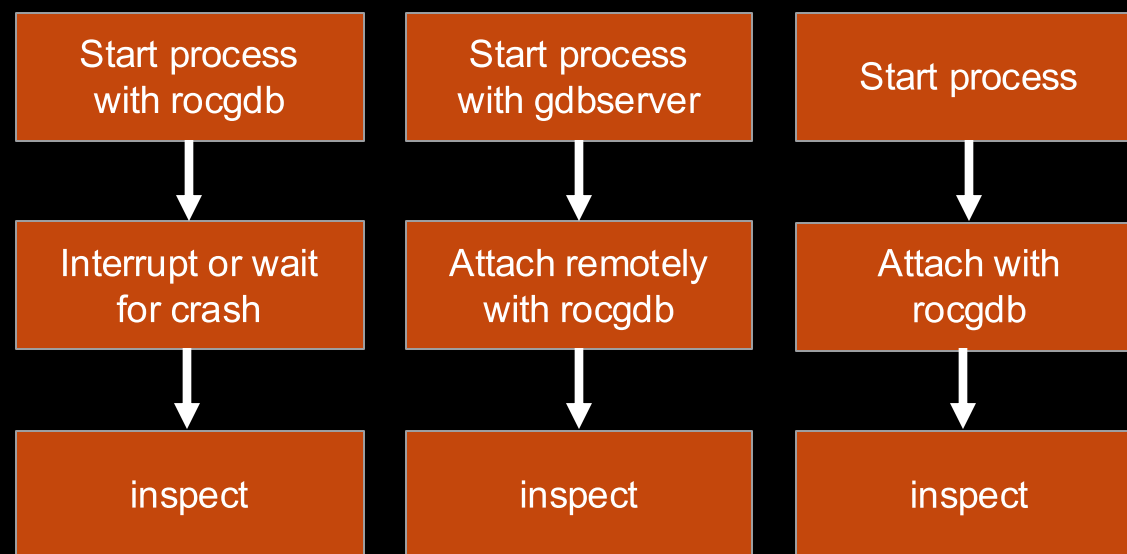 Start process
with rocgdb
Interrupt or wait
for crash
inspect
Start process
with gdbserver
Attach remotely
with rocgdb
inspect
Start process
Attach with
rocgdb
inspect